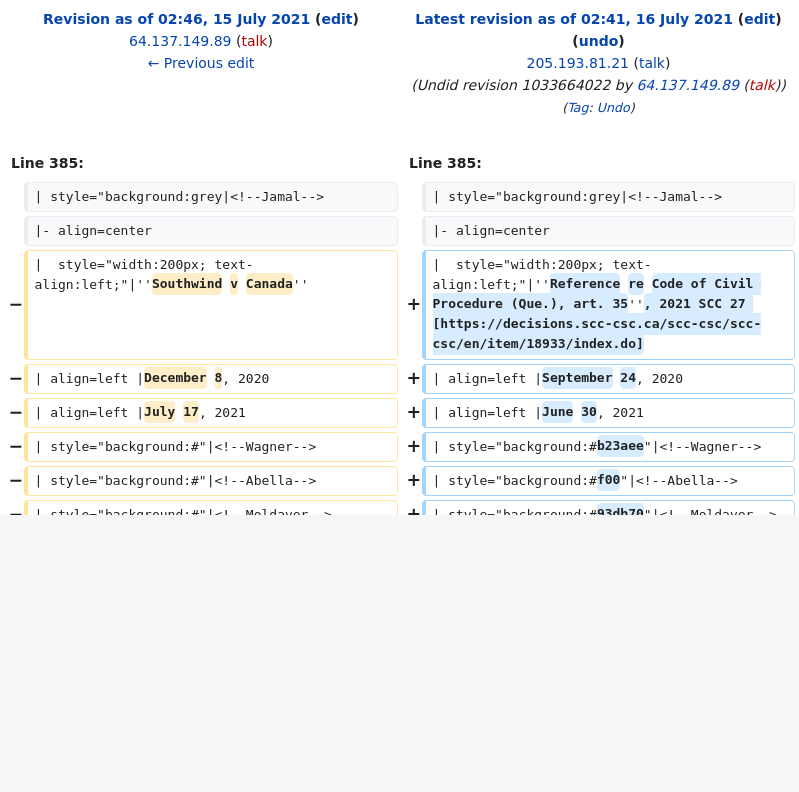 Revision as of 02:46, 15 July 2021 (edit)
64.137.149.89 (talk)
← Previous edit
Latest revision as of 02:41, 16 July 2021 (edit)
(undo)
205.193.81.21 (talk)
(Undid revision 1033664022 by 64.137.149.89 (talk))
(Tag: Undo)
Line 385:
Line 385:
| style="background:grey|<!--Jamal-->
| style="background:grey|<!--Jamal-->
|- align=center
|- align=center
−
|  style="width:200px; text-
align:left;"|''Southwind v Canada''
+
|  style="width:200px; text-
align:left;"|''Reference re Code of Civil
Procedure (Que.), art. 35'', 2021 SCC 27
[https://decisions.scc-csc.ca/scc-csc/scc-
csc/en/item/18933/index.do]
− | align=left |December 8, 2020
+ | align=left |September 24, 2020
− | align=left |July 17, 2021
+ | align=left |June 30, 2021
− | style="background:#"|<!--Wagner-->
+ | style="background:#b23aee"|<!--Wagner-->
− | style="background:#"|<!--Abella-->
+ | style="background:#f00"|<!--Abella-->
− | style="background:#"|<!--Moldaver-->
+ | style="background:#93db70"|<!--Moldaver-->